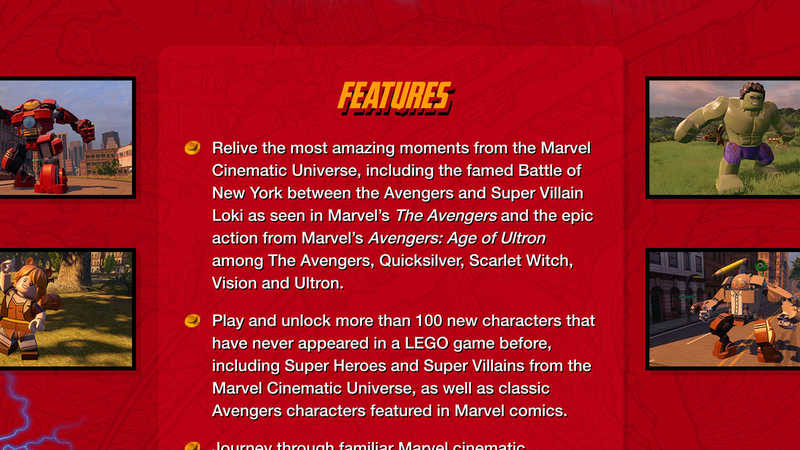 FEATURES
Relive the most amazing moments from the Marvel
Cinematic Universe, including the famed Battle of
New York between the Avengers and Super Villain
Loki as seen in Marvel’s The Avengers and the epic
action from Marvel’s Avengers: Age of Ultron
among The Avengers, Quicksilver, Scarlet Witch,
Vision and Ultron.
Play and unlock more than 100 new characters that
have never appeared in a LEGO game before,
including Super Heroes and Super Villains from the
Marvel Cinematic Universe, as well as classic
Avengers characters featured in Marvel comics.
Journey through familiar Marvel cinematic